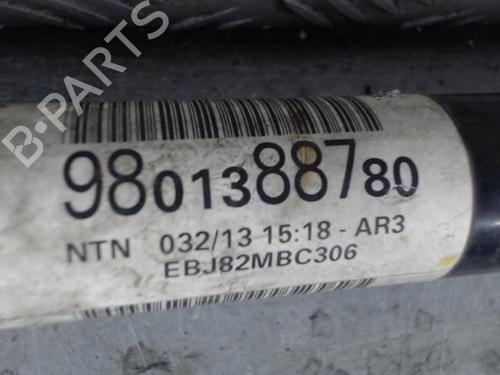 9801388780
NTN 032/13 15:18 - AR3
EBJ82MBC306
B-PARTS